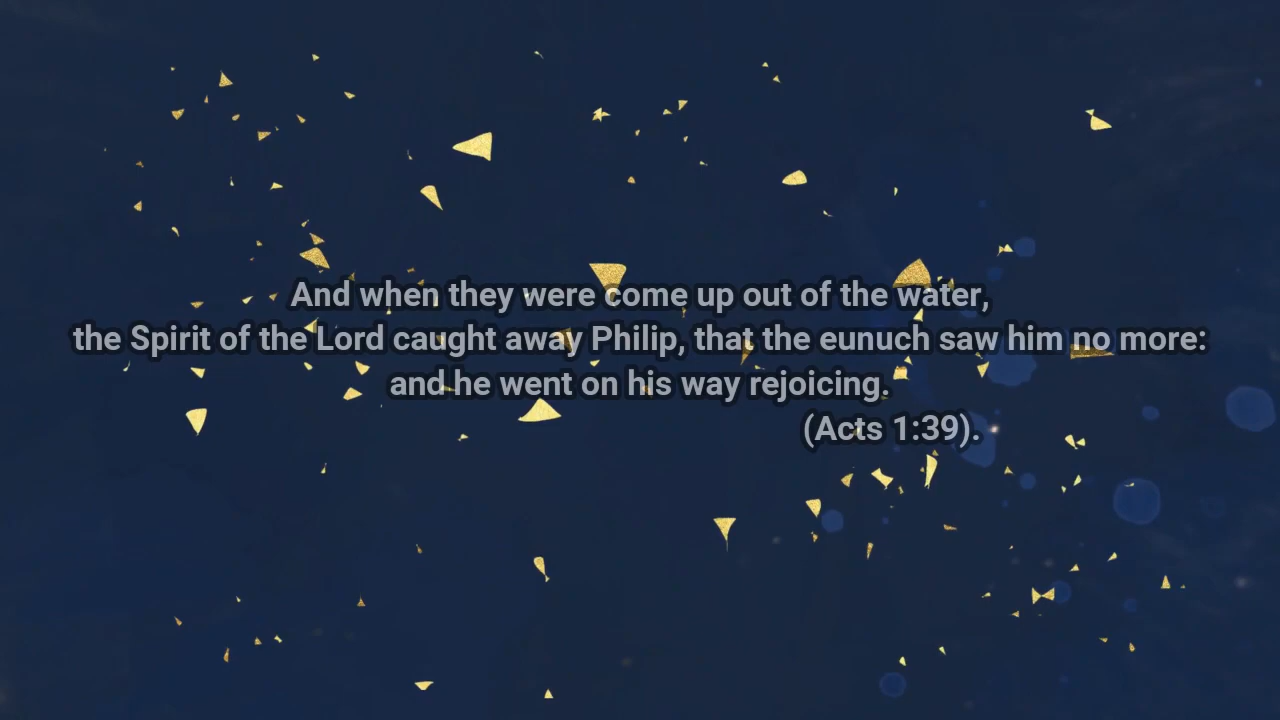 And when they were come up out of the water,
the Spirit of the Lord caught away Philip, that the eunuch saw him no more:
and he went on his way rejoicing.
(Acts 1:39).